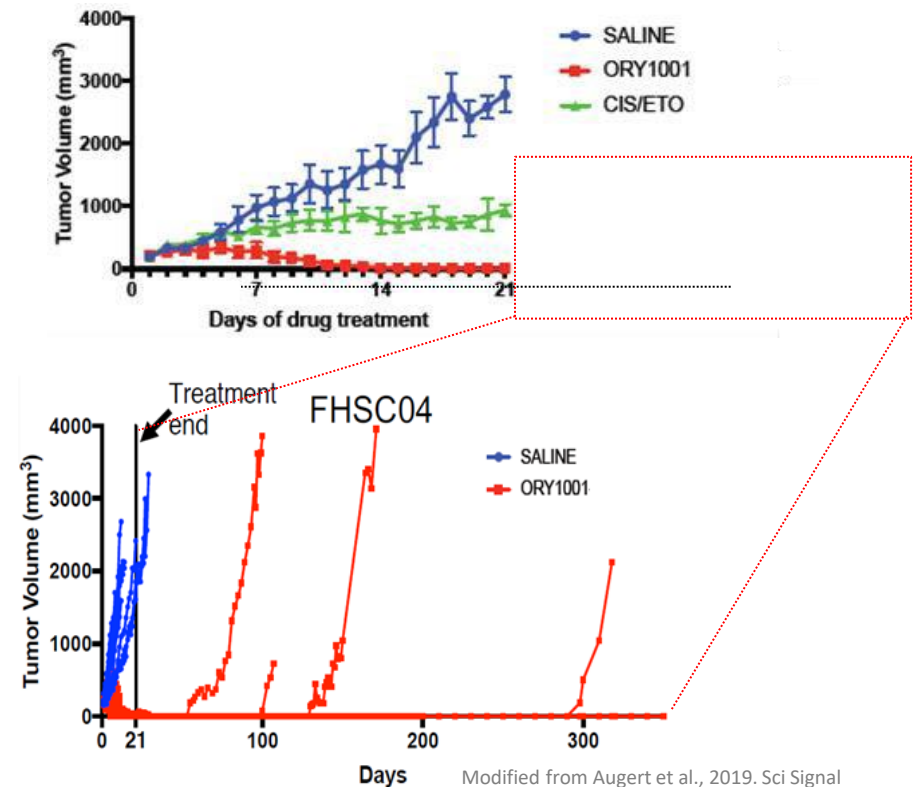 4000
3000
2000
1000
0
Tumor Volume (mm³)
SALINE
ORY1001
CIS/ETO
0 7 14 21
Days of drug treatment
Treatment
end
FHSC04
4000
3000
2000
1000
0
Tumor Volume (mm³)
SALINE
ORY1001
0 21 100 200 300
Days
Modified from Augert et al., 2019. Sci Signal